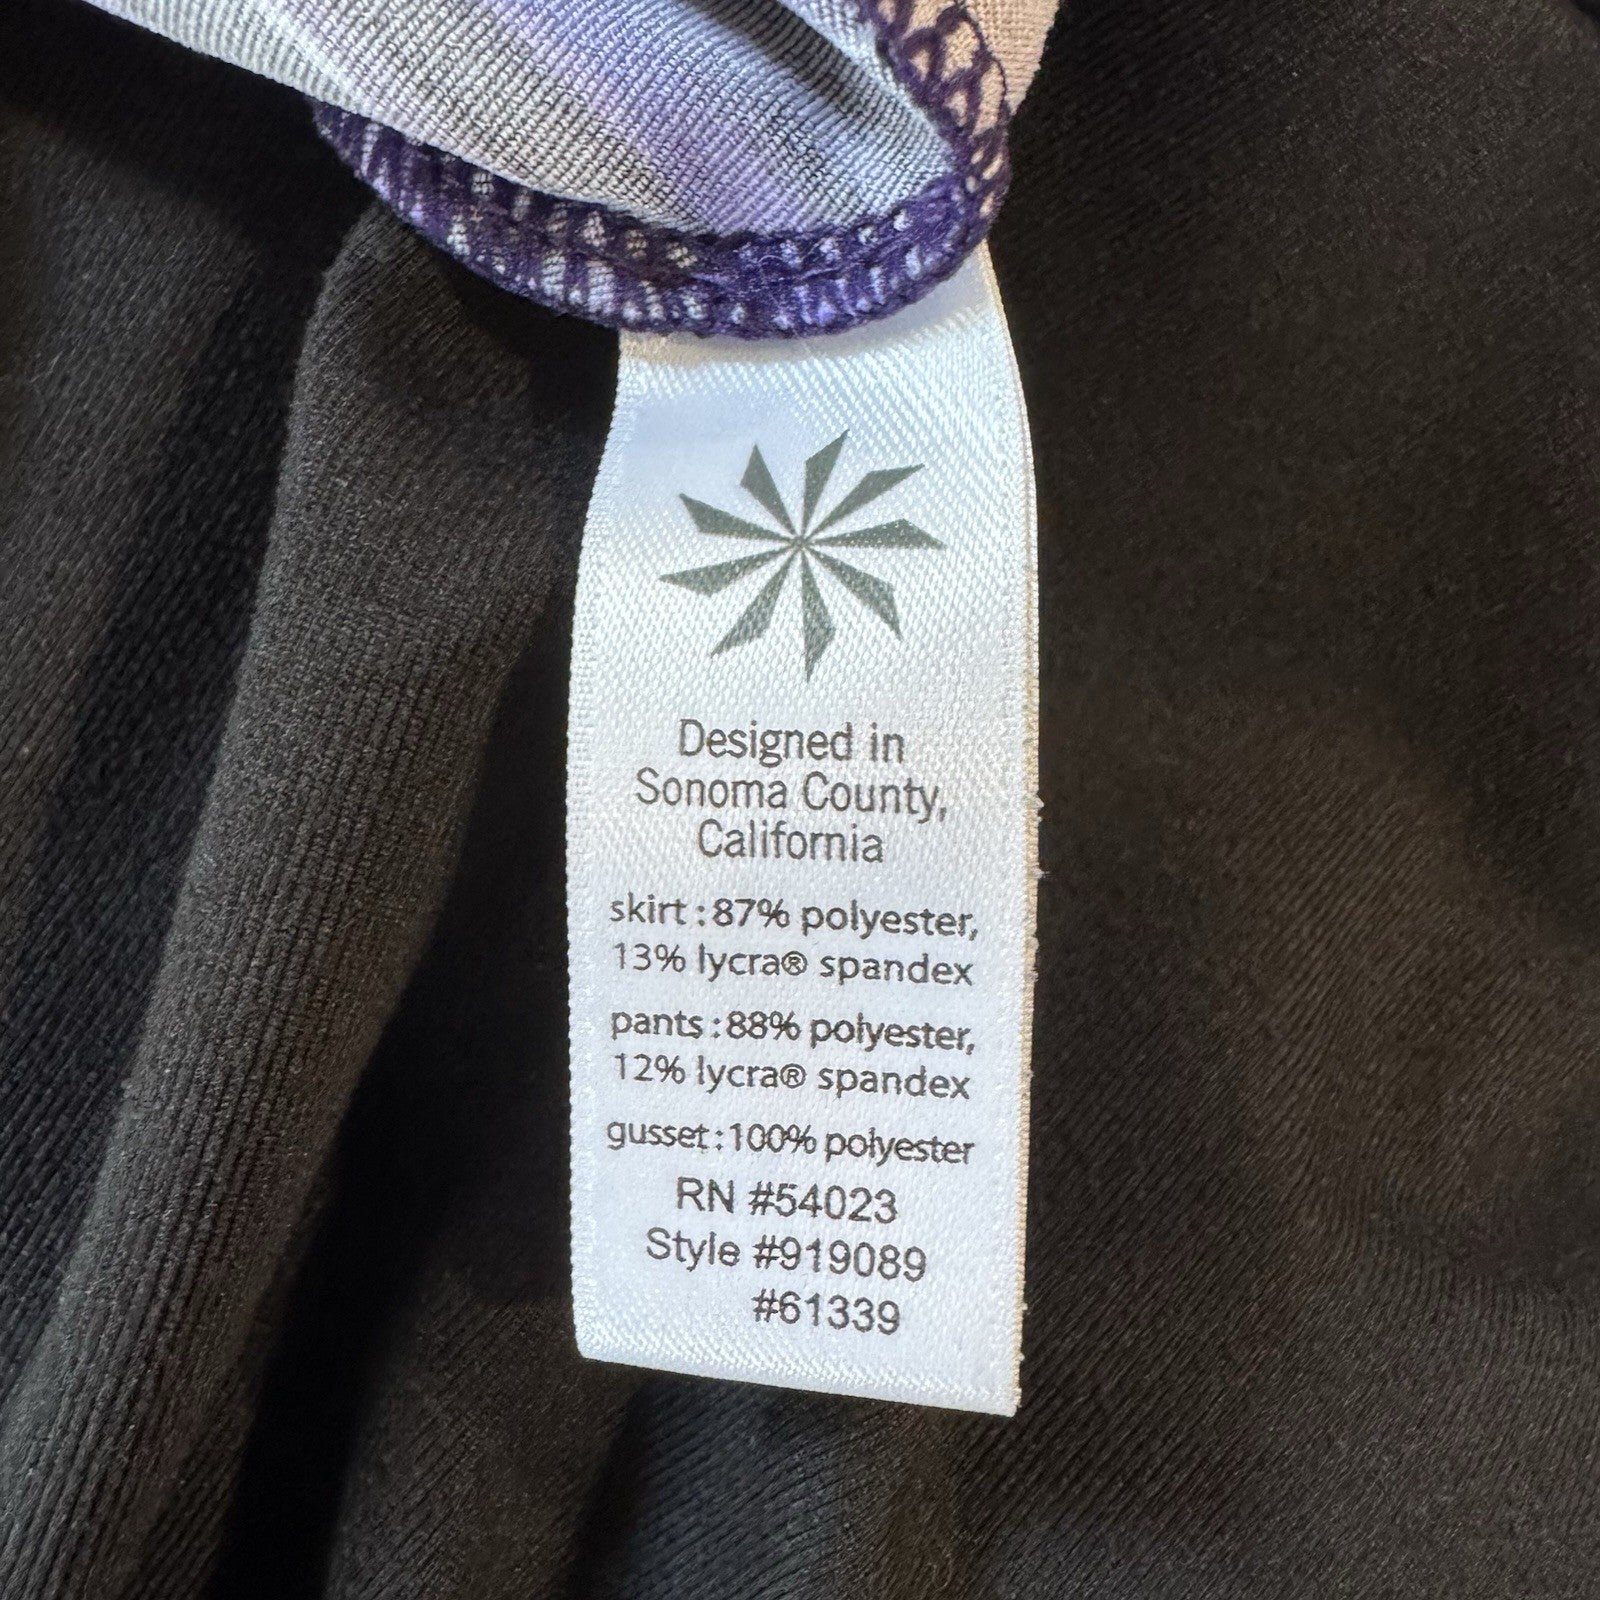 Designed in
Sonoma County,
California
skirt:87% polyester,
13% lycra® spandex
pants:88% polyester,
12% lycra® spandex
gusset:100% polyester
RN #54023
Style #919089
#61339